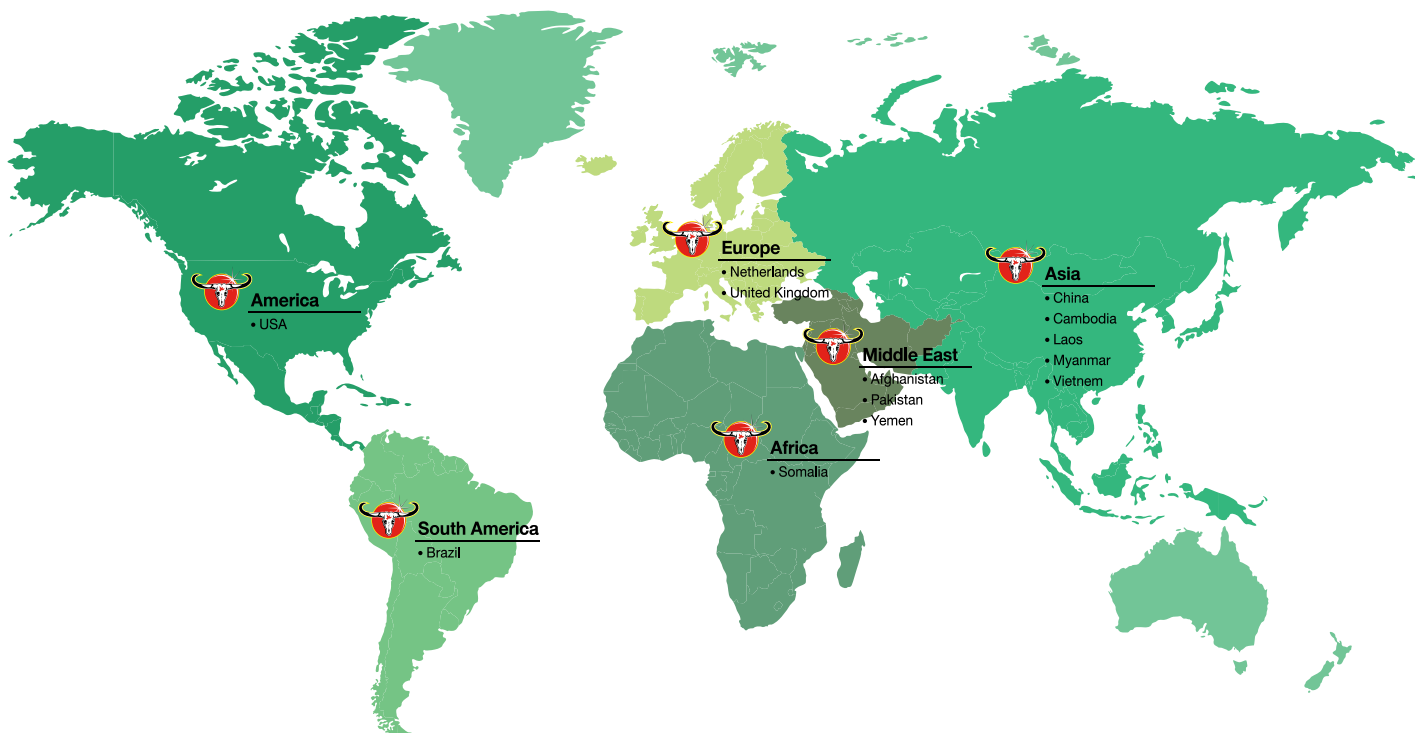 America
• USA
South America
• Brazil
Europe
• Netherlands
• United Kingdom
Africa
• Somalia
Middle East
• Afghanistan
• Pakistan
• Yemen
Asia
• China
• Cambodia
• Laos
• Myanmar
• Vietnem